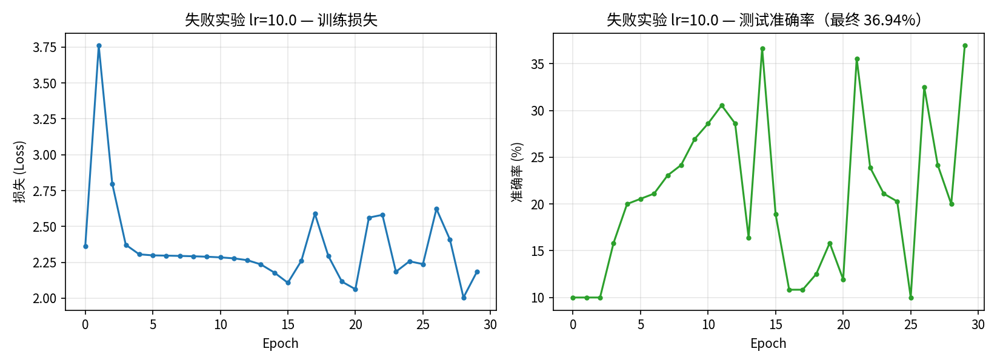 失败实验 lr=10.0 — 训练损失
3.75
3.50
3.25
3.00
2.75
2.50
2.25
2.00
损失 (Loss)
0 5 10 15 20 25 30
Epoch
失败实验 lr=10.0 — 测试准确率（最终 36.94%）
35
30
25
20
15
10
准确率 (%)
0 5 10 15 20 25 30
Epoch